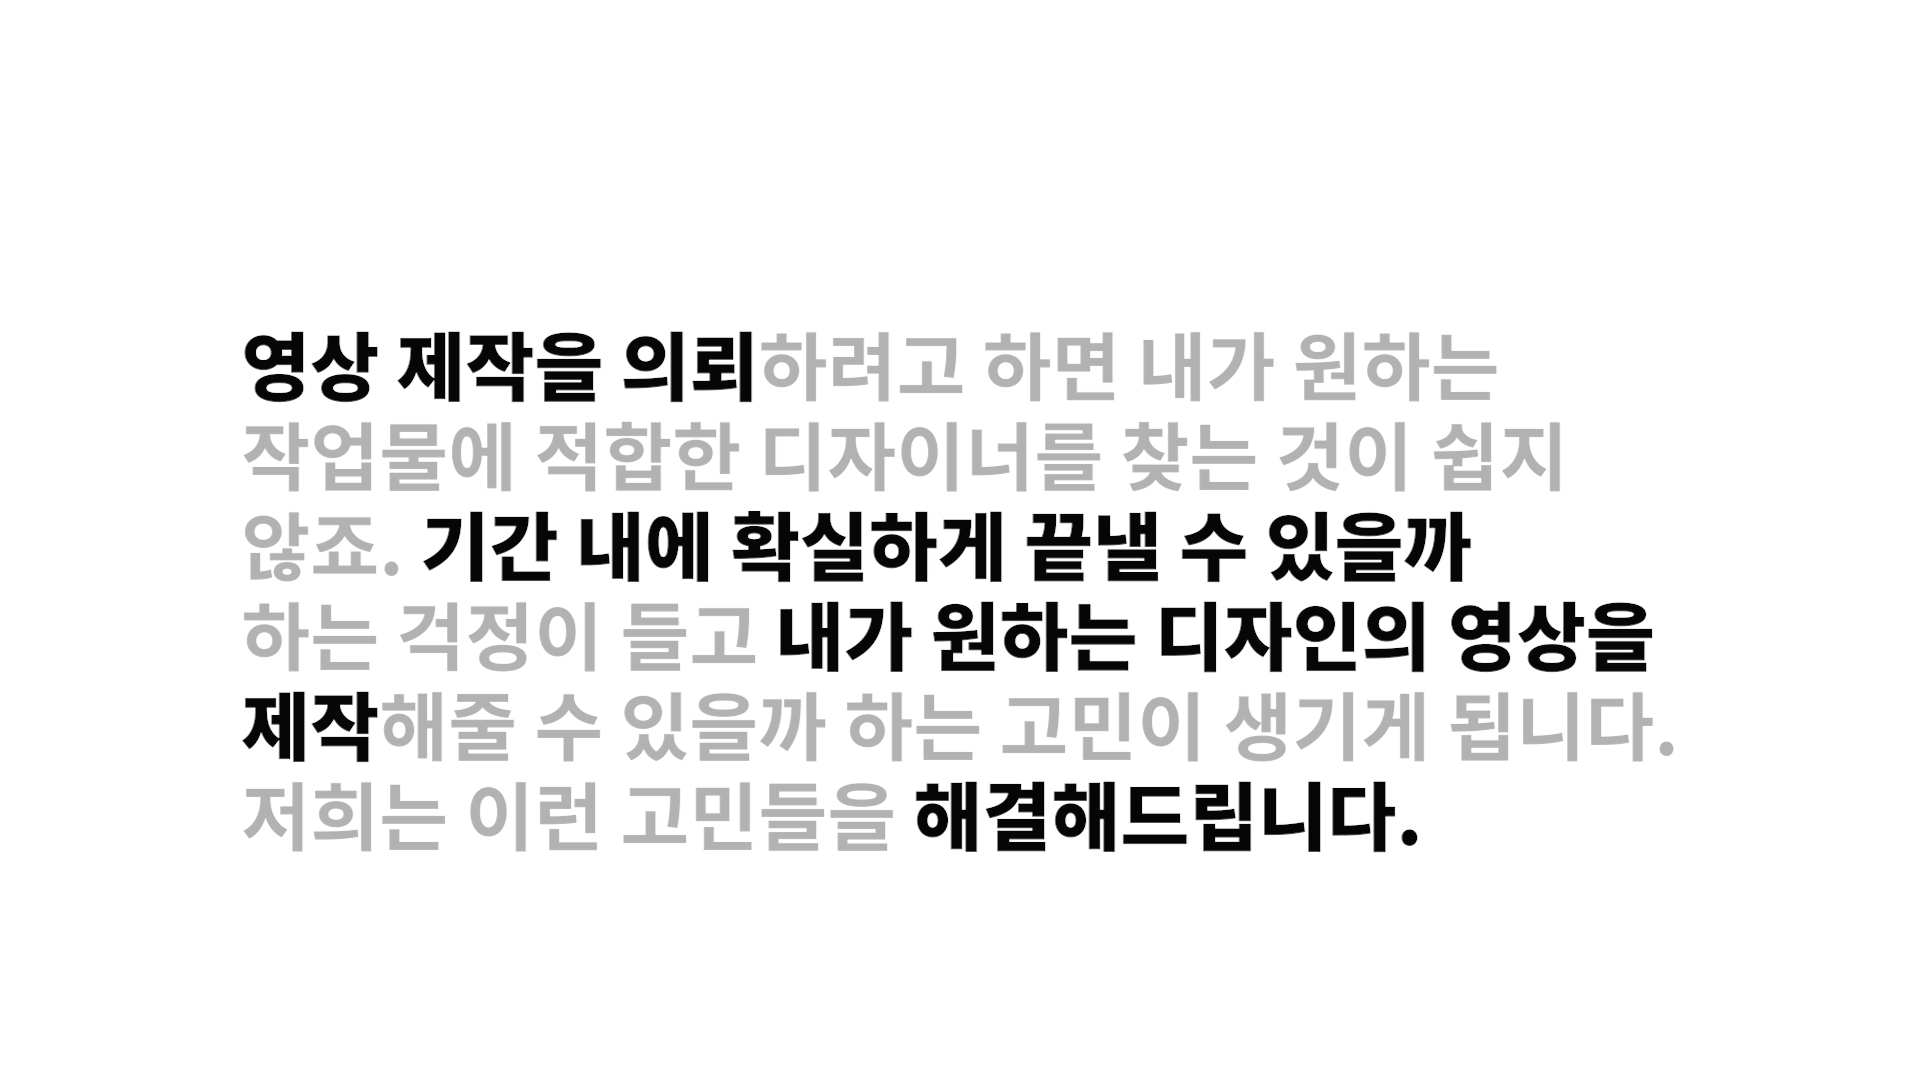 영상 제작을 의뢰하려고 하면 내가 원하는
작업물에 적합한 디자이너를 찾는 것이 쉽지
않죠. 기간 내에 확실하게 끝낼 수 있을까
하는 걱정이 들고 내가 원하는 디자인의 영상을
제작해줄 수 있을까 하는 고민이 생기게 됩니다.
저희는 이런 고민들을 해결해드립니다.